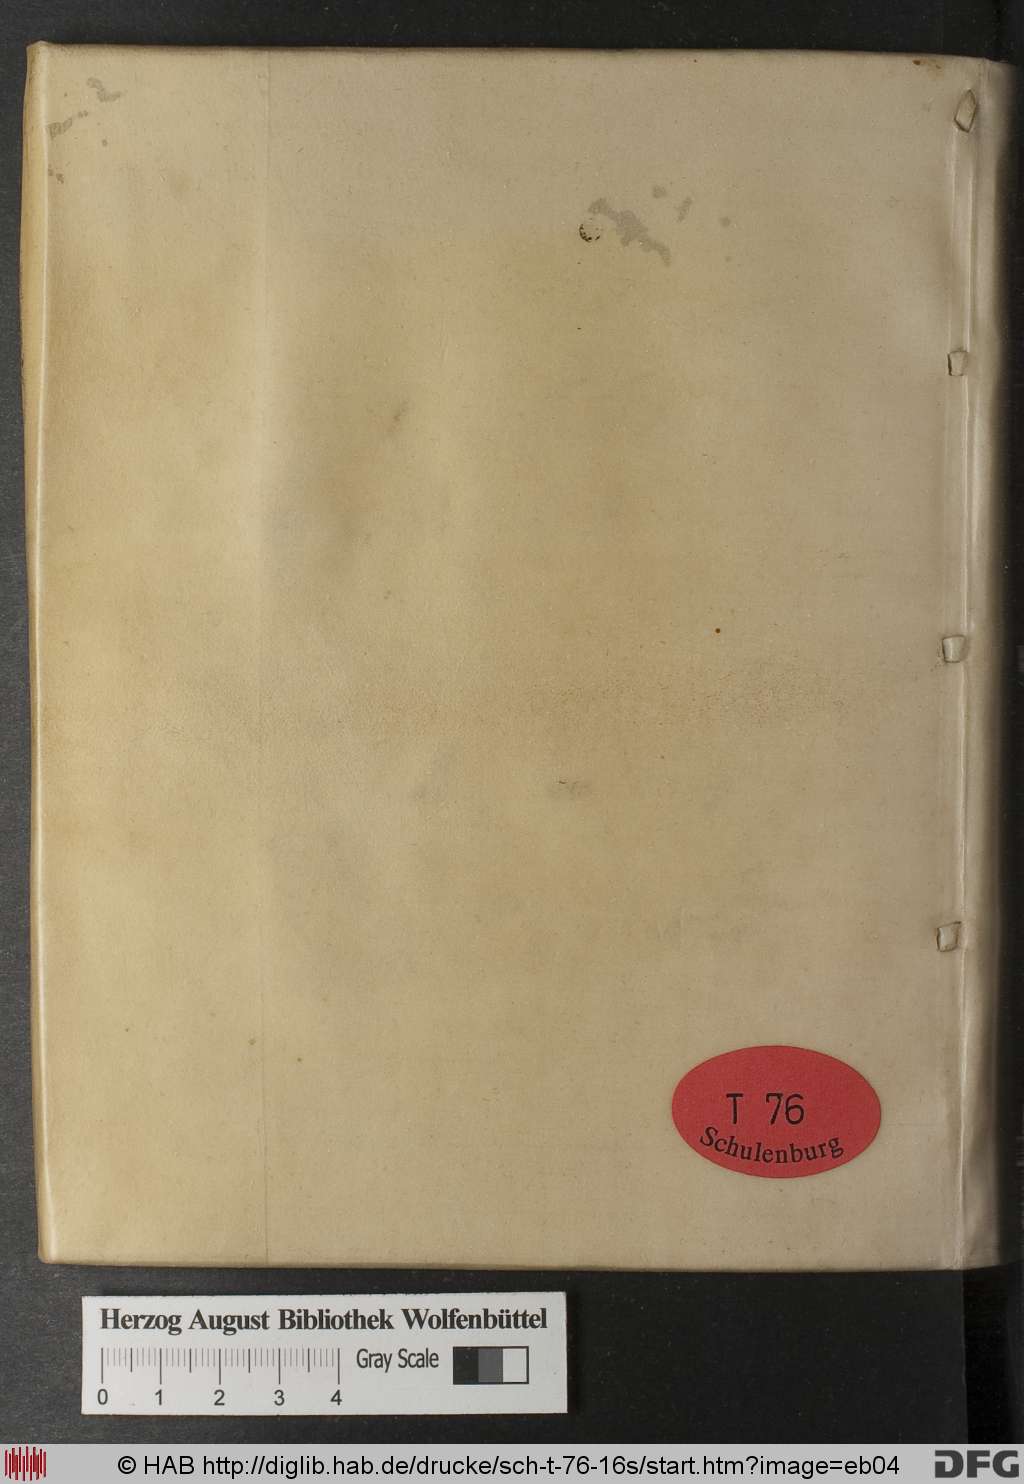 T 76
Schulenburg
Herzog August Bibliothek Wolfenbüttel
Gray Scale
0 1 2 3 4
© HAB http://diglib.hab.de/drucke/sch-t-76-16s/start.htm?image=eb04
DFG